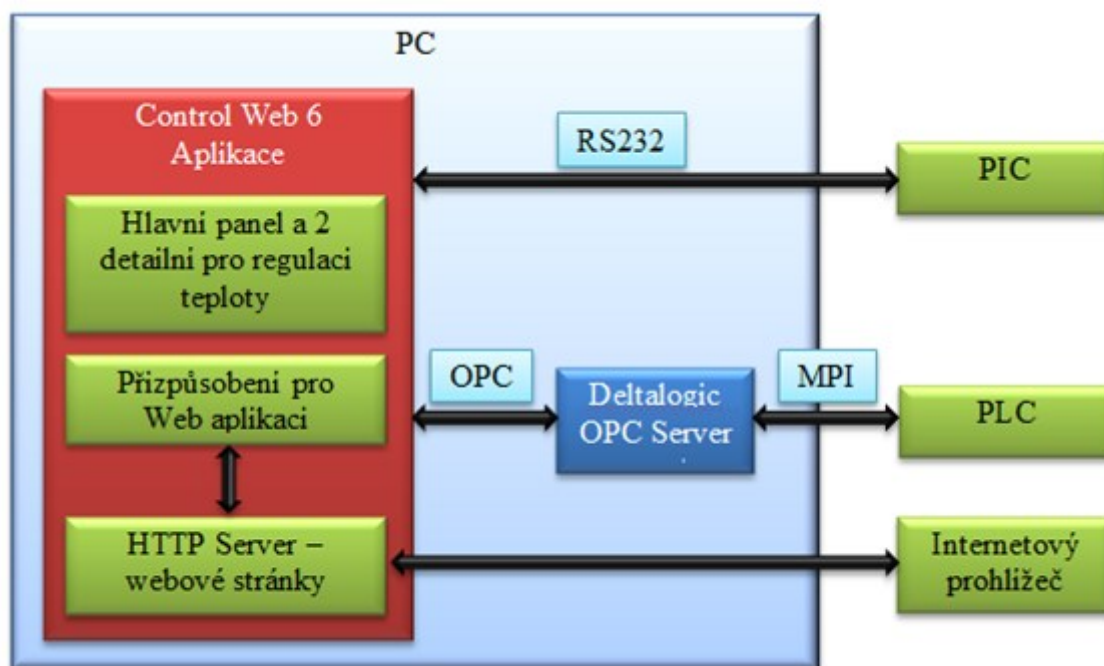 PC
Control Web 6
Aplikace
RS232
PIC
Hlavní panel a 2
detailní pro regulaci
teploty
Přizpůsobení pro
Web aplikaci
OPC
Deltalogic
OPC Server
MPI
PLC
HTTP Server –
webové stránky
Internetový
prohlížeč